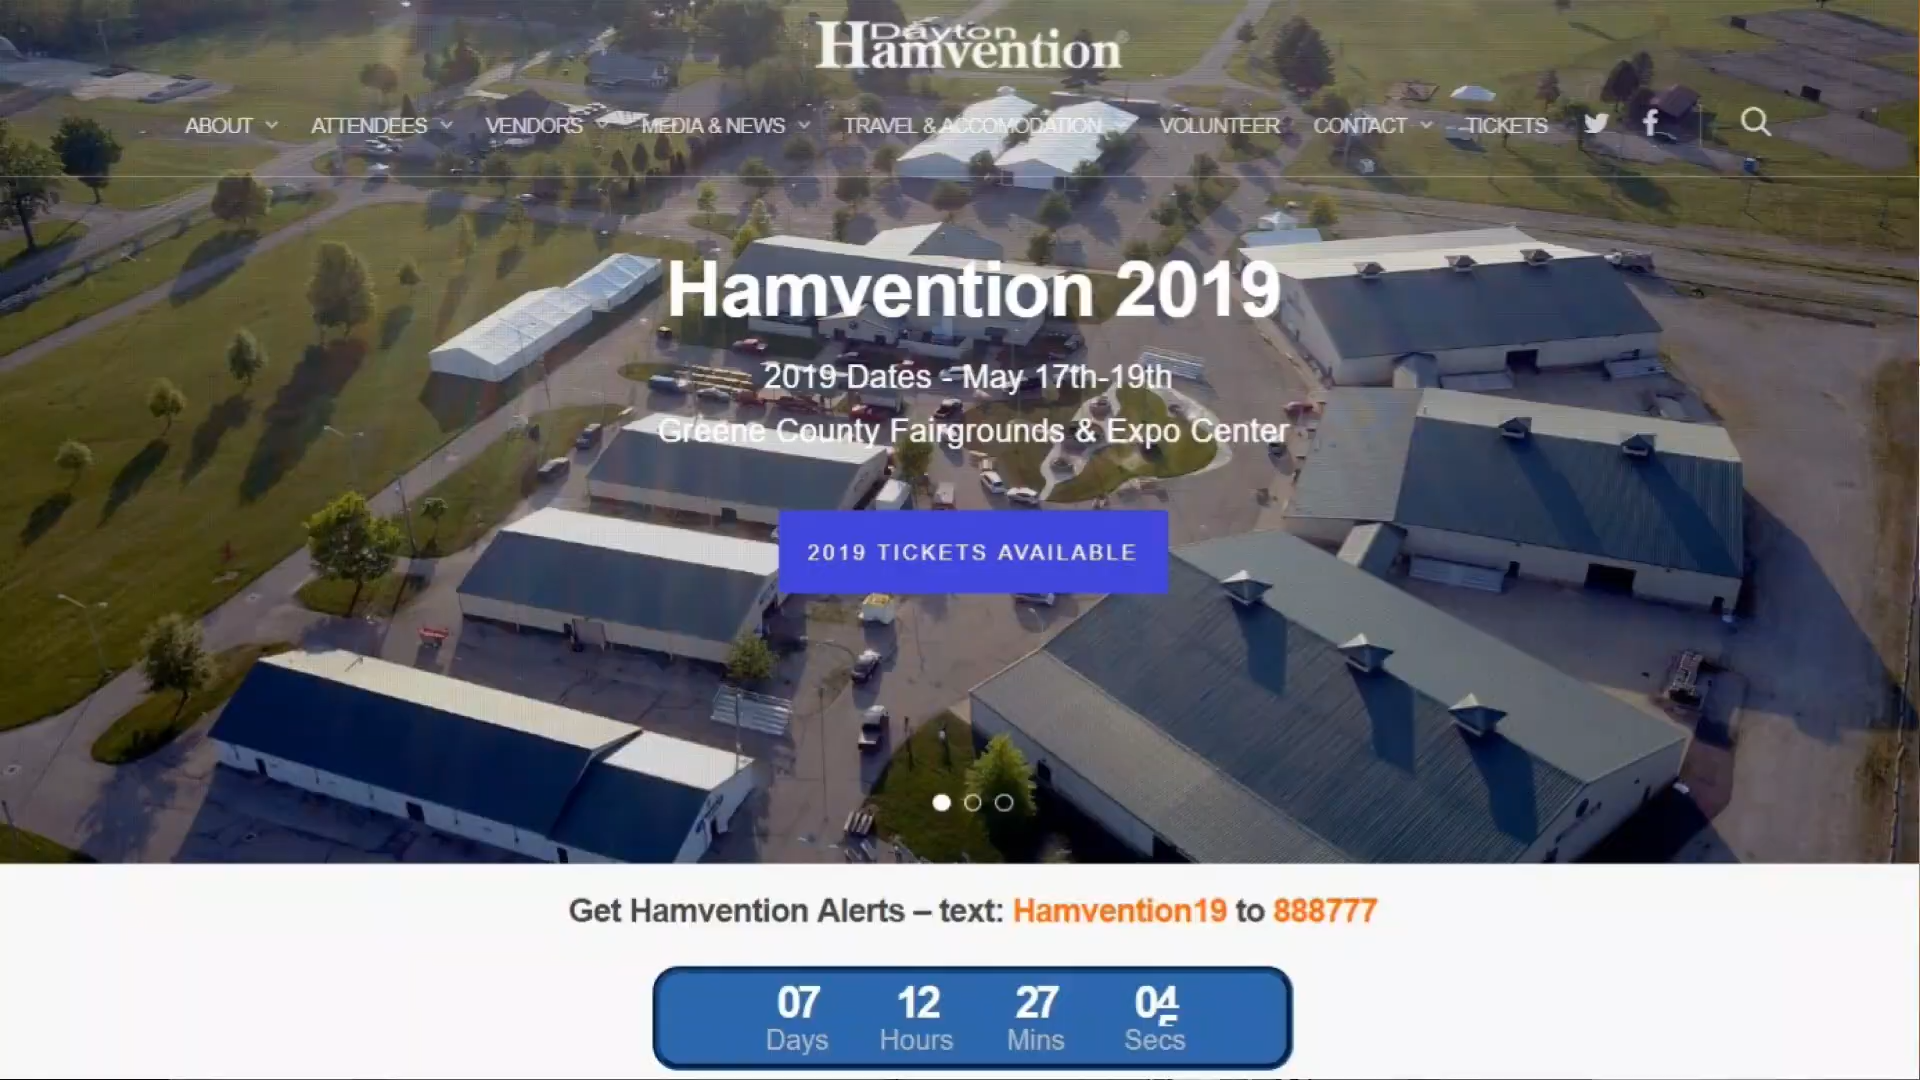 Dayton
Hamvention®
ABOUT ATTENDEES VENDORS MEDIA & NEWS TRAVEL & ACCOMODATION VOLUNTEER CONTACT TICKETS
Hamvention 2019
2019 Dates - May 17th-19th
Greene County Fairgrounds & Expo Center
2019 TICKETS AVAILABLE
Get Hamvention Alerts – text: Hamvention19 to 888777
07 12 27 04
Days Hours Mins Secs